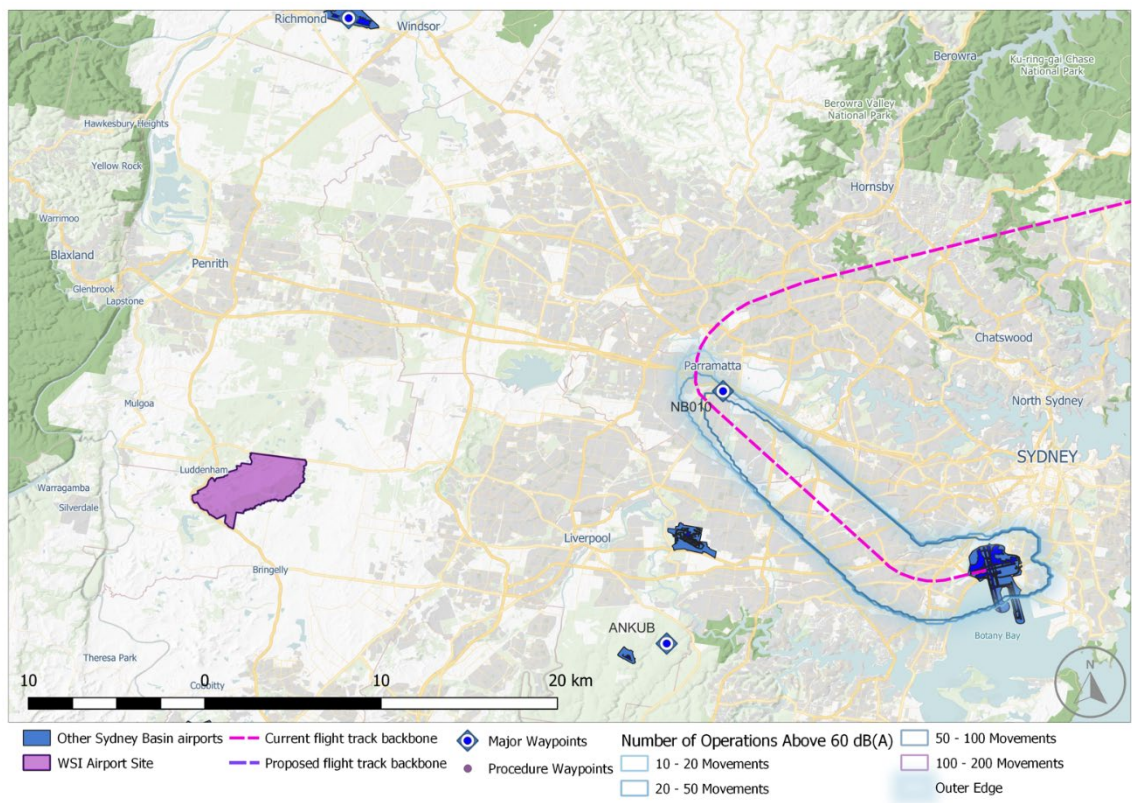 Richmond
Windsor
Berowra
Ku-ring-gai Chase
National Park
Berowra Valley
National Park
Hawkesbury Heights
Yellow Rock
Hornsby
Warrimoo
Blaxland
Penrith
Glenbrook
Lapstone
Chatswood
Parramatta
NB010
North Sydney
Mulgoa
SYDNEY
Luddenham
Warragamba
Silverdale
Liverpool
Bringelly
ANKUB
Botany Bay
Theresa Park
Cobbitty
N
10 0 10 20 km
Other Sydney Basin airports
WSI Airport Site
Current flight track backbone
Proposed flight track backbone
Major Waypoints
Procedure Waypoints
Number of Operations Above 60 dB(A)
10 - 20 Movements
20 - 50 Movements
50 - 100 Movements
100 - 200 Movements
Outer Edge